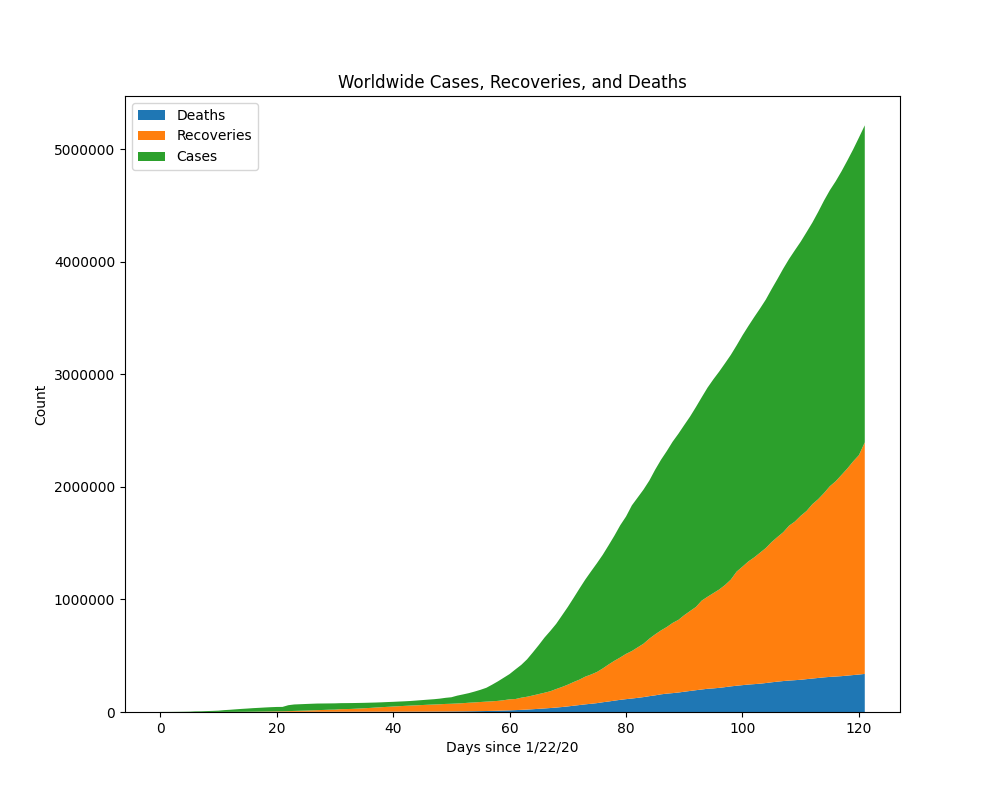 Worldwide Cases, Recoveries, and Deaths
Deaths
Recoveries
Cases
5000000
4000000
3000000
2000000
1000000
0
Count
0 20 40 60 80 100 120
Days since 1/22/20